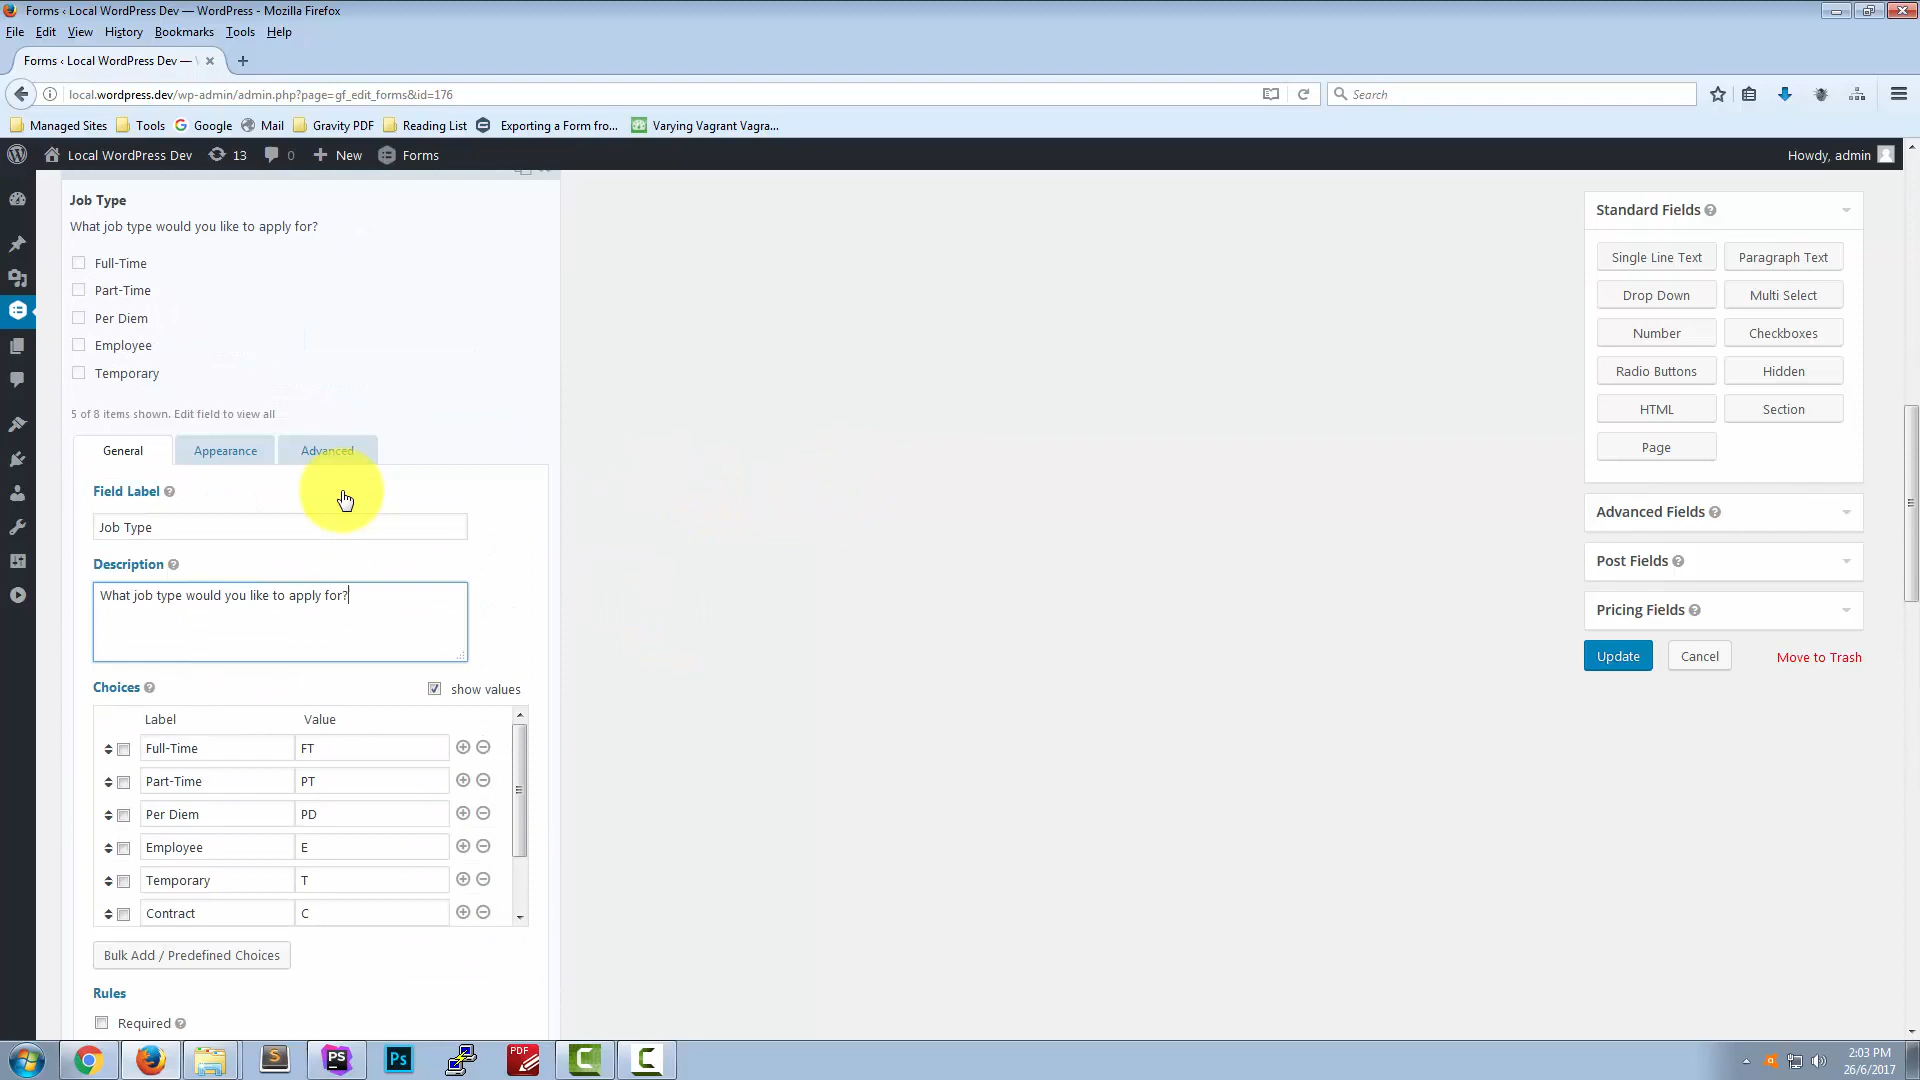 Forms ‹ Local WordPress Dev — WordPress - Mozilla Firefox
File Edit View History Bookmarks Tools Help
Forms ‹ Local WordPress Dev —
local.wordpress.dev/wp-admin/admin.php?page=gf_edit_forms&id=176
Search
Managed Sites Tools Google Mail Gravity PDF Reading List Exporting a Form fro... Varying Vagrant Vagra...
Local WordPress Dev 13 0 New Forms Howdy, admin
Job Type
What job type would you like to apply for?
Full-Time
Part-Time
Per Diem
Employee
Temporary
5 of 8 items shown. Edit field to view all
General Appearance Advanced
Field Label
Job Type
Description
What job type would you like to apply for?
Choices show values
Label Value
Full-Time FT
Part-Time PT
Per Diem PD
Employee E
Temporary T
Contract C
Bulk Add / Predefined Choices
Rules
Required
Standard Fields
Single Line Text Paragraph Text
Drop Down Multi Select
Number Checkboxes
Radio Buttons Hidden
HTML Section
Page
Advanced Fields
Post Fields
Pricing Fields
Update Cancel Move to Trash
S PS Ps PDF C C
2:03 PM
26/6/2017